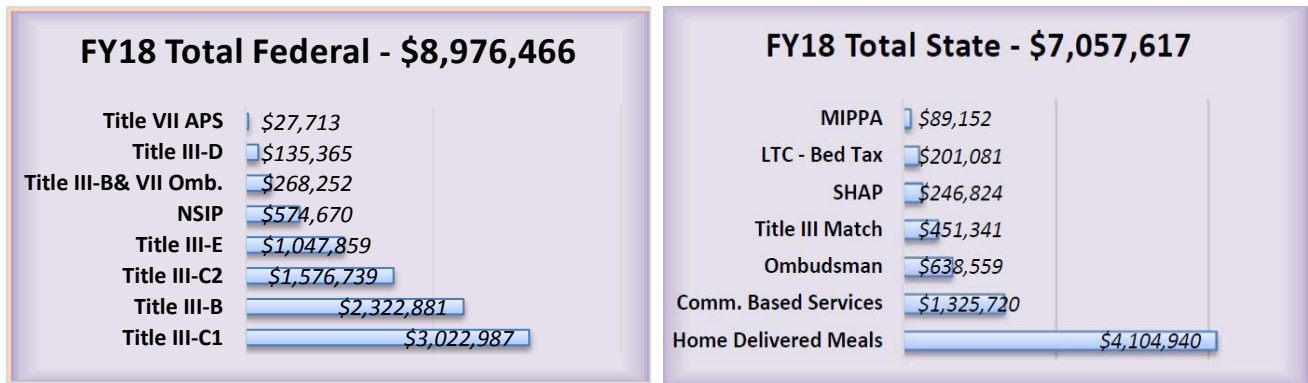 FY18 Total Federal - $8,976,466
Title VII APS $27,713
Title III-D $135,365
Title III-B& VII Omb. $268,252
NSIP $574,670
Title III-E $1,047,859
Title III-C2 $1,576,739
Title III-B $2,322,881
Title III-C1 $3,022,987
FY18 Total State - $7,057,617
MIPPA $89,152
LTC - Bed Tax $201,081
SHAP $246,824
Title III Match $451,341
Ombudsman $638,559
Comm. Based Services $1,325,720
Home Delivered Meals $4,104,940